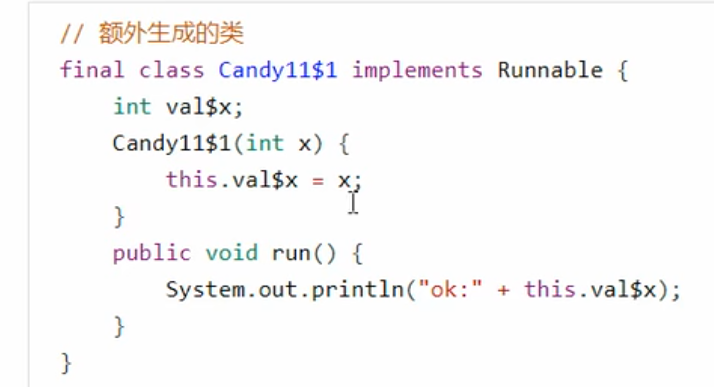 // 额外生成的类
final class Candy11$1 implements Runnable {
    int val$x;
    Candy11$1(int x) {
        this.val$x = x;
    }
    public void run() {
        System.out.println("ok:" + this.val$x);
    }
}